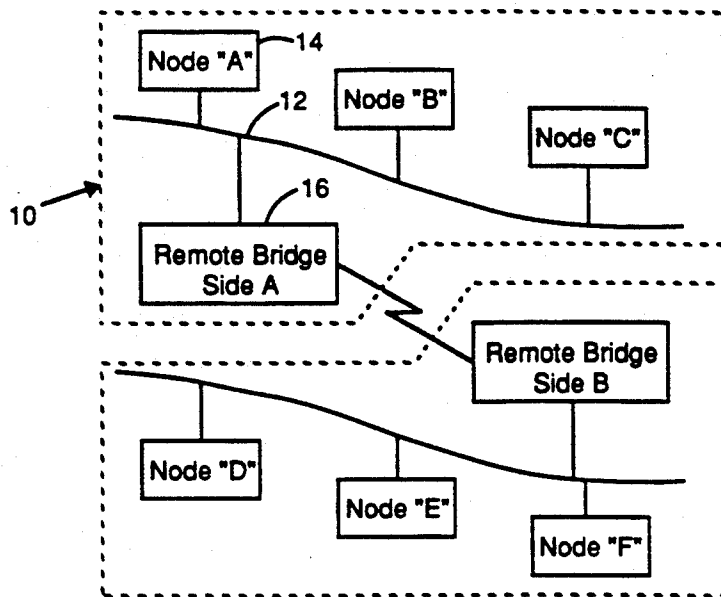 Node "A"
14
12
Node "B"
Node "C"
10
16
Remote Bridge
Side A
Remote Bridge
Side B
Node "D"
Node "E"
Node "F"